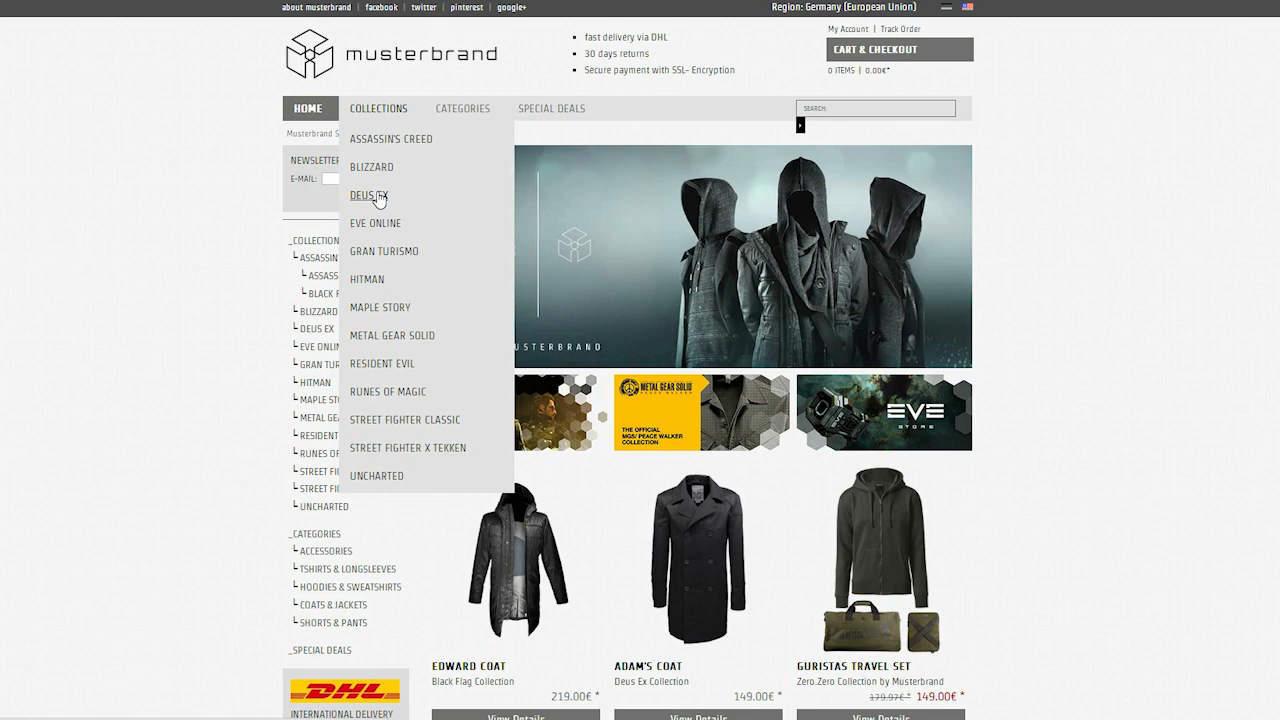 about musterbrand | facebook | twitter | pinterest | google+
Region: Germany (European Union)
musterbrand
fast delivery via DHL
30 days returns
Secure payment with SSL- Encryption
My Account | Track Order
CART & CHECKOUT
0 ITEMS | 0.00€*
HOME
COLLECTIONS
CATEGORIES
SPECIAL DEALS
SEARCH:
Musterbrand S
NEWSLETTER
E-MAIL:
ASSASSIN'S CREED
BLIZZARD
DEUS EX
EVE ONLINE
GRAN TURISMO
HITMAN
MAPLE STORY
METAL GEAR SOLID
RESIDENT EVIL
RUNES OF MAGIC
STREET FIGHTER CLASSIC
STREET FIGHTER X TEKKEN
UNCHARTED
_COLLECTION
ASSASSIN
ASSASS
BLACK F
BLIZZARD
DEUS EX
EVE ONLIN
GRAN TUR
HITMAN
MAPLE STO
METAL GEA
RESIDENT
RUNES OF
STREET FIG
STREET FIG
UNCHARTED
_CATEGORIES
ACCESSORIES
TSHIRTS & LONGSLEEVES
HOODIES & SWEATSHIRTS
COATS & JACKETS
SHORTS & PANTS
_SPECIAL DEALS
DHL
INTERNATIONAL DELIVERY
USTERBRAND
METAL GEAR SOLID
PEACE WALKER
THE OFFICIAL
MGS/ PEACE WALKER
COLLECTION
EVE
STORE
EDWARD COAT
Black Flag Collection
219.00€ *
View Details
ADAM'S COAT
Deus Ex Collection
149.00€ *
View Details
GURISTAS TRAVEL SET
Zero.Zero Collection by Musterbrand
179.97€ * 149.00€ *
View Details